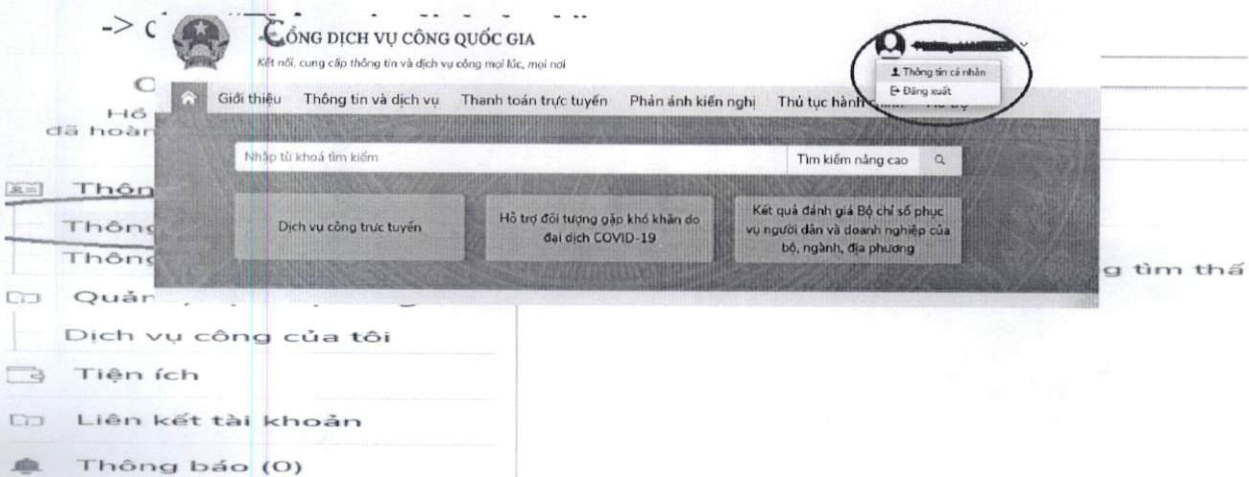 -> c
CỔNG DỊCH VỤ CÔNG QUỐC GIA
Kết nối, cung cấp thông tin và dịch vụ công mọi lúc, mọi nơi
Thông tin cá nhân
Đăng xuất
Giới thiệu Thông tin và dịch vụ Thanh toán trực tuyến Phản ánh kiến nghị Thủ tục hành
Hồ
đã hoàn
Nhập từ khoá tìm kiếm Tìm kiếm nâng cao
Dịch vụ công trực tuyến
Hỗ trợ đối tượng gặp khó khăn do
đại dịch COVID-19
Kết quả đánh giá Bộ chỉ số phục
vụ người dân và doanh nghiệp của
bộ, ngành, địa phương
Thôn
Thông
Thông
g tìm thấ
Quản
Dịch vụ công của tôi
Tiện ích
Liên kết tài khoản
Thông báo (0)